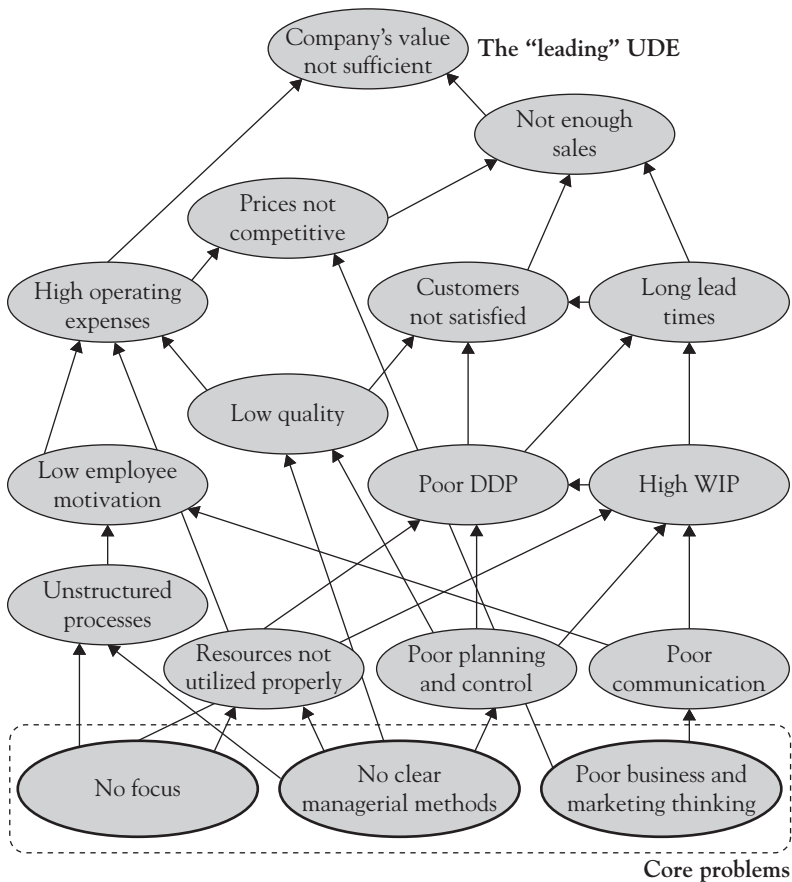 Company's value
not sufficient
The "leading" UDE
Not enough
sales
Prices not
competitive
High operating
expenses
Customers
not satisfied
Long lead
times
Low quality
Low employee
motivation
Poor DDP
High WIP
Unstructured
processes
Resources not
utilized properly
Poor planning
and control
Poor
communication
No focus
No clear
managerial methods
Poor business and
marketing thinking
Core problems